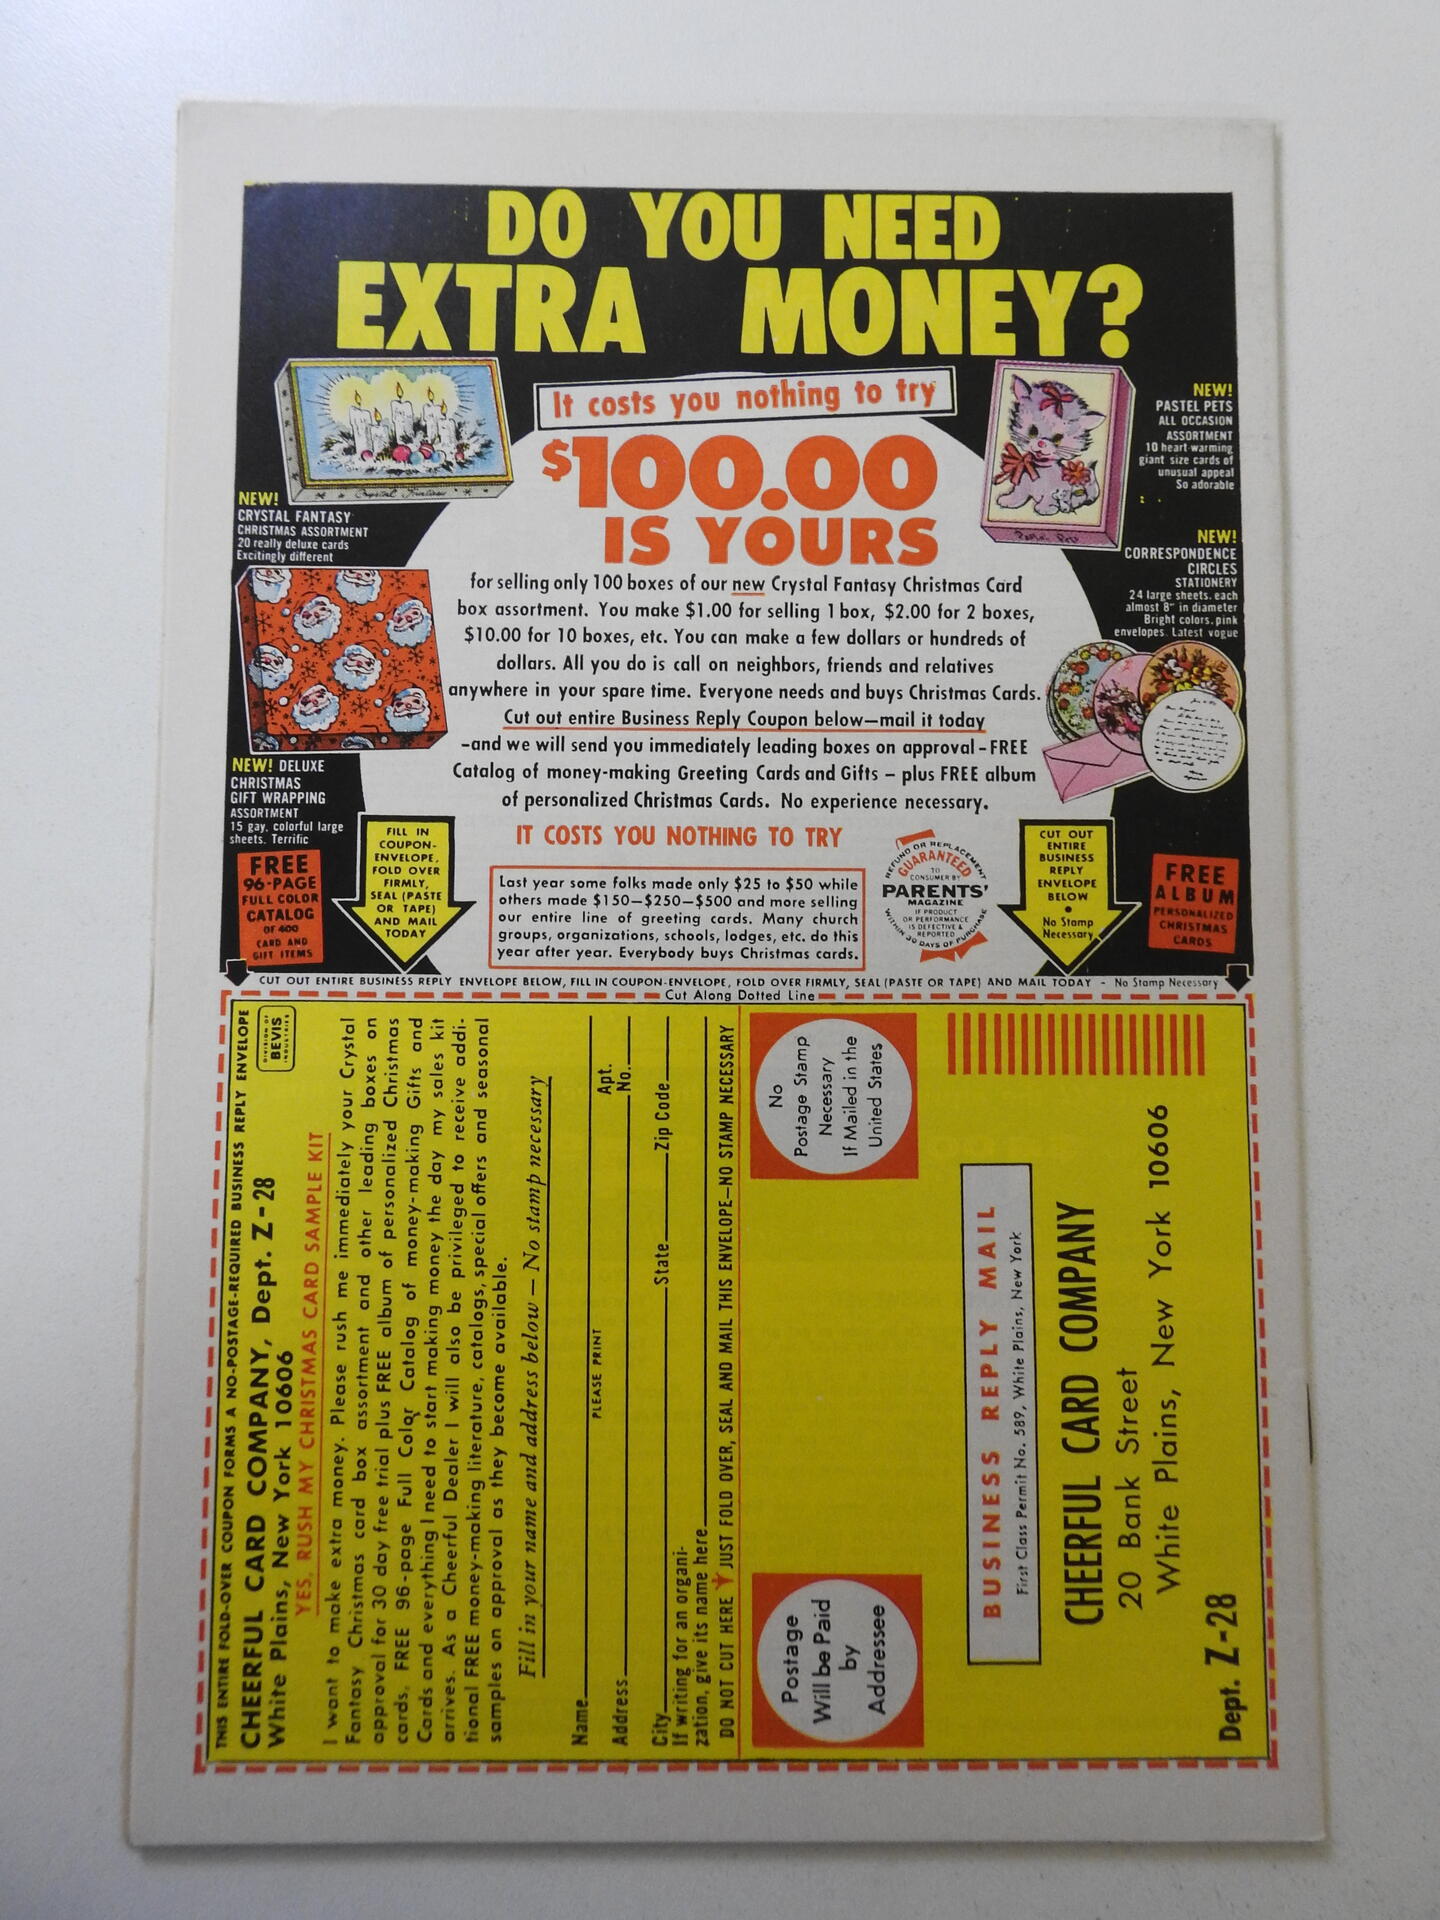 DO YOU NEED
EXTRA MONEY?
It costs you nothing to try
$100.00
IS YOURS
NEW!
CRYSTAL FANTASY
CHRISTMAS ASSORTMENT
20 really deluxe cards
Excitingly different
Crystal Fantasy
NEW!
PASTEL PETS
ALL OCCASION
ASSORTMENT
10 heart-warming
giant size cards of
unusual appeal
So adorable
Pastel Pets
NEW!
CORRESPONDENCE
CIRCLES
STATIONERY
24 large sheets, each
almost 8" in diameter
Bright colors, pink
envelopes. Latest vogue
for selling only 100 boxes of our new Crystal Fantasy Christmas Card
box assortment. You make $1.00 for selling 1 box, $2.00 for 2 boxes,
$10.00 for 10 boxes, etc. You can make a few dollars or hundreds of
dollars. All you do is call on neighbors, friends and relatives
anywhere in your spare time. Everyone needs and buys Christmas Cards.
Cut out entire Business Reply Coupon below—mail it today
–and we will send you immediately leading boxes on approval – FREE
Catalog of money-making Greeting Cards and Gifts – plus FREE album
of personalized Christmas Cards. No experience necessary.
NEW! DELUXE
CHRISTMAS
GIFT WRAPPING
ASSORTMENT
15 gay, colorful large
sheets. Terrific
FREE
96-PAGE
FULL COLOR
CATALOG
OF 400
CARD AND
GIFT ITEMS
FILL IN
COUPON-
ENVELOPE,
FOLD OVER
FIRMLY,
SEAL (PASTE
OR TAPE)
AND MAIL
TODAY
IT COSTS YOU NOTHING TO TRY
Last year some folks made only $25 to $50 while
others made $150—$250—$500 and more selling
our entire line of greeting cards. Many church
groups, organizations, schools, lodges, etc. do this
year after year. Everybody buys Christmas cards.
REFUND OR REPLACEMENT
GUARANTEED
TO
CONSUMER BY
PARENTS'
MAGAZINE
IF PRODUCT
OR PERFORMANCE
IS DEFECTIVE &
REPORTED
WITHIN 30 DAYS OF PURCHASE
CUT OUT
ENTIRE
BUSINESS
REPLY
ENVELOPE
BELOW
•
No Stamp
Necessary
FREE
ALBUM
PERSONALIZED
CHRISTMAS
CARDS
CUT OUT ENTIRE BUSINESS REPLY ENVELOPE BELOW, FILL IN COUPON-ENVELOPE, FOLD OVER FIRMLY, SEAL (PASTE OR TAPE) AND MAIL TODAY - No Stamp Necessary
Cut Along Dotted Line
THIS ENTIRE FOLD-OVER COUPON FORMS A NO-POSTAGE-REQUIRED BUSINESS REPLY ENVELOPE
CHEERFUL CARD COMPANY, Dept. Z-28
White Plains, New York 10606
DIVISION OF
BEVIS
INDUSTRIES
YES, RUSH MY CHRISTMAS CARD SAMPLE KIT
I want to make extra money. Please rush me immediately your Crystal
Fantasy Christmas card box assortment and other leading boxes on
approval for 30 day free trial plus FREE album of personalized Christmas
cards, FREE 96-page Full Color Catalog of money-making Gifts and
Cards and everything I need to start making money the day my sales kit
arrives. As a Cheerful Dealer I will also be privileged to receive addi-
tional FREE money-making literature, catalogs, special offers and seasonal
samples on approval as they become available.
Fill in your name and address below — No stamp necessary
Name
PLEASE PRINT
Address Apt. No.
City State Zip Code
If writing for an organi-
zation, give its name here
DO NOT CUT HERE JUST FOLD OVER, SEAL AND MAIL THIS ENVELOPE—NO STAMP NECESSARY
No
Postage Stamp
Necessary
If Mailed in the
United States
Postage
Will be Paid
by
Addressee
BUSINESS REPLY MAIL
First Class Permit No. 589, White Plains, New York
CHEERFUL CARD COMPANY
20 Bank Street
White Plains, New York 10606
Dept. Z-28